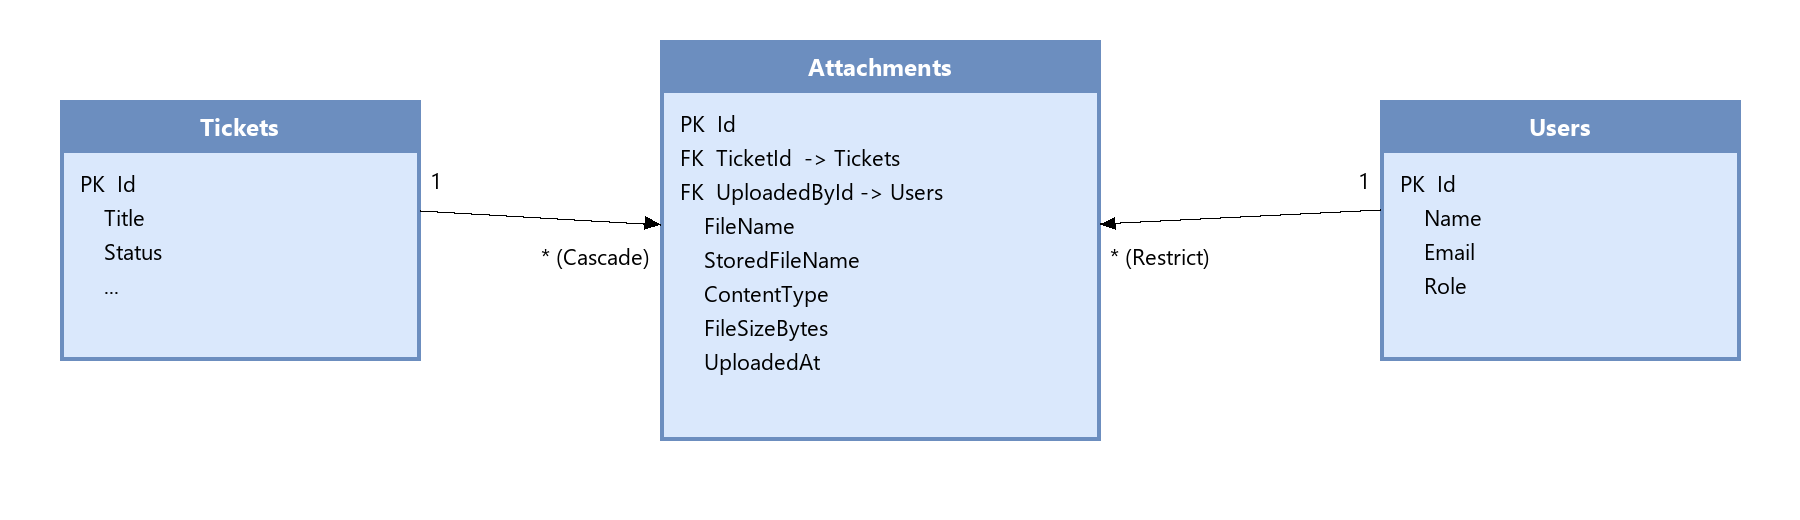 Tickets
PK Id
Title
Status
...
1
* (Cascade)
Attachments
PK Id
FK TicketId -> Tickets
FK UploadedById -> Users
FileName
StoredFileName
ContentType
FileSizeBytes
UploadedAt
1
* (Restrict)
Users
PK Id
Name
Email
Role